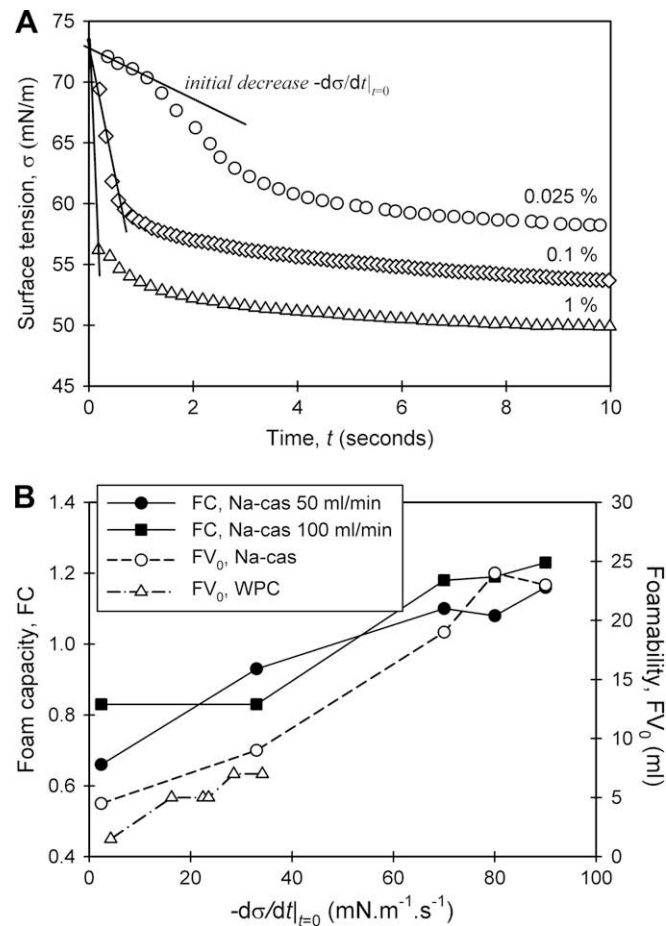 A
75
70
65
60
55
50
45
Surface tension, σ (mN/m)
initial decrease -dσ/dt|t=0
0.025 %
0.1 %
1 %
0 2 4 6 8 10
Time, t (seconds)
B
FC, Na-cas 50 ml/min
FC, Na-cas 100 ml/min
FV0, Na-cas
FV0, WPC
1.4
1.2
1.0
0.8
0.6
0.4
Foam capacity, FC
30
25
20
15
10
5
0
Foamability, FV0 (ml)
0 20 40 60 80 100
-dσ/dt|t=0 (mN.m-1.s-1)